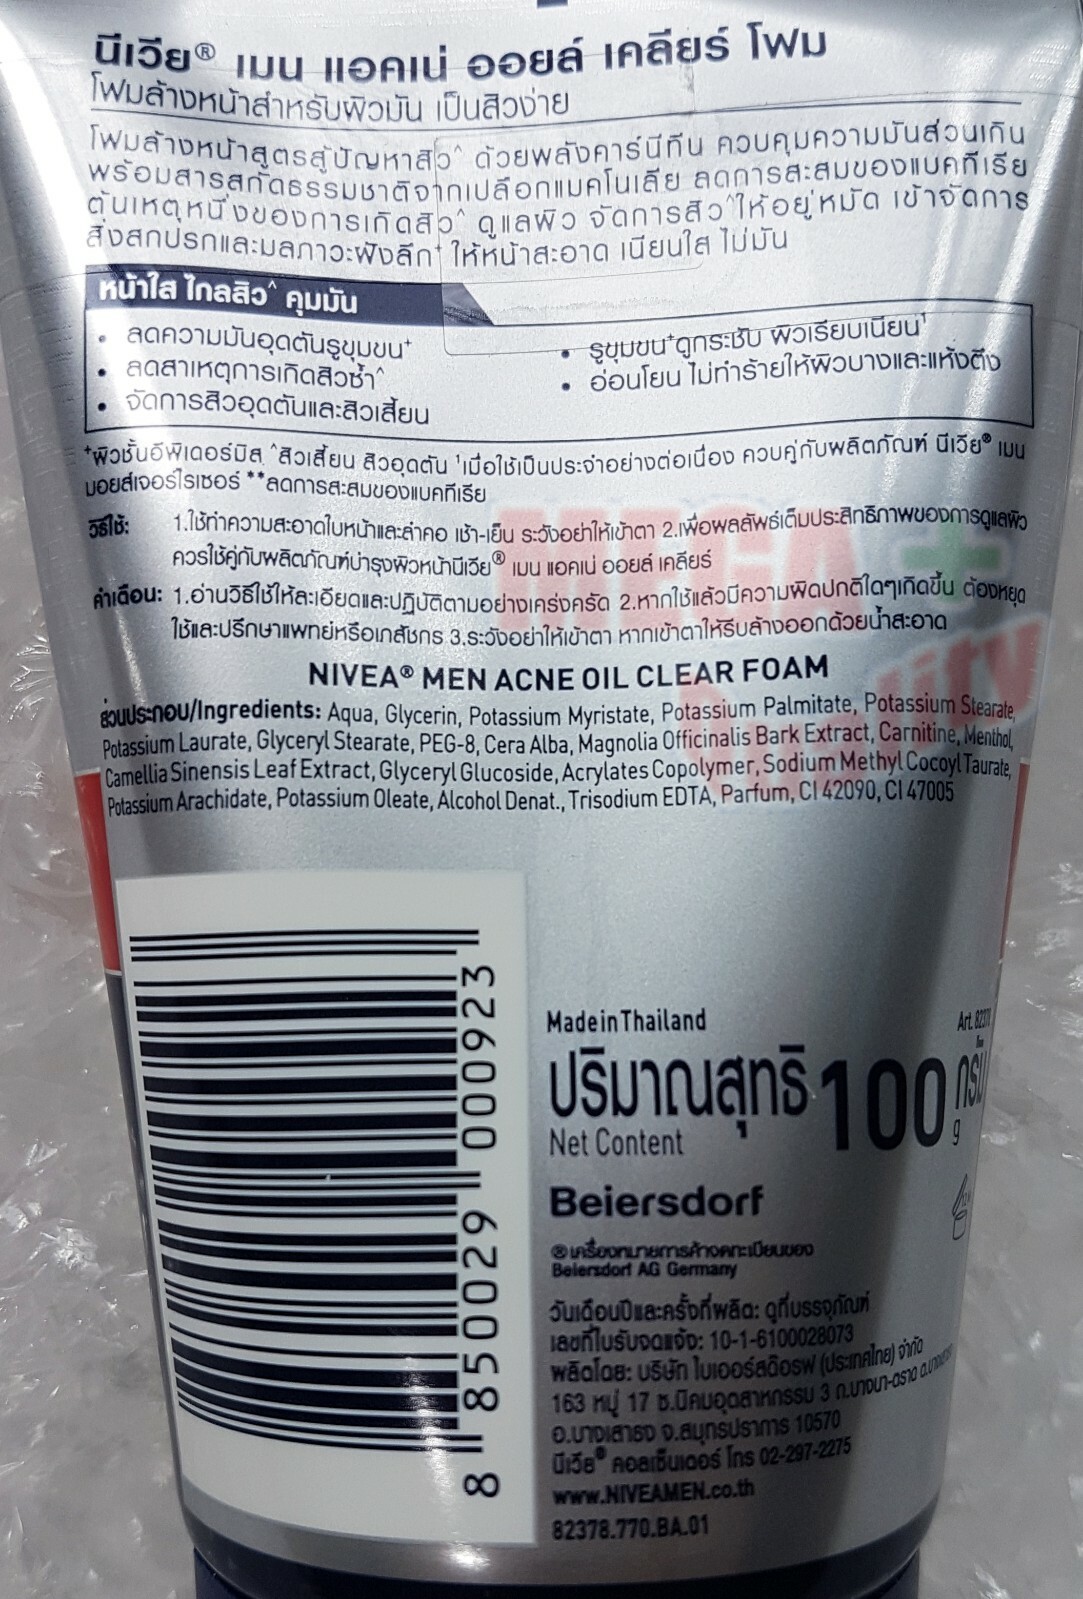 นีเวีย® เมน แอคเน่ ออยล์ เคลียร์ โฟม
โฟมล้างหน้าสำหรับผิวมัน เป็นสิวง่าย
โฟมล้างหน้าสูตรสู้ปัญหาสิว^ ด้วยพลังคาร์นีทีน ควบคุมความมันส่วนเกิน
พร้อมสารสกัดธรรมชาติจากเปลือกแมคโนเลีย ลดการสะสมของแบคทีเรีย
ต้นเหตุหนึ่งของการเกิดสิว^ ดูแลผิว จัดการสิว^ให้อยู่หมัด เข้าจัดการ
สิ่งสกปรกและมลภาวะฝังลึก⁺ ให้หน้าสะอาด เนียนใส ไม่มัน
หน้าใส ไกลสิว^ คุมมัน
• ลดความมันอุดตันรูขุมขน⁺
• ลดสาเหตุการเกิดสิวซ้ำ^
• จัดการสิวอุดตันและสิวเสี้ยน
• รูขุมขน⁺ดูกระชับ ผิวเรียบเนียน¹
• อ่อนโยน ไม่ทำร้ายให้ผิวบางและแห้งตึง
⁺ผิวชั้นอีพิเดอร์มิส ^สิวเสี้ยน สิวอุดตัน ¹เมื่อใช้เป็นประจำอย่างต่อเนื่อง ควบคู่กับผลิตภัณฑ์ นีเวีย® เมน
มอยส์เจอร์ไรเซอร์ **ลดการสะสมของแบคทีเรีย
วิธีใช้: 1.ใช้ทำความสะอาดใบหน้าและลำคอ เช้า-เย็น ระวังอย่าให้เข้าตา 2.เพื่อผลลัพธ์เต็มประสิทธิภาพของการดูแลผิว
ควรใช้คู่กับผลิตภัณฑ์บำรุงผิวหน้านีเวีย® เมน แอคเน่ ออยล์ เคลียร์
คำเตือน: 1.อ่านวิธีใช้ให้ละเอียดและปฏิบัติตามอย่างเคร่งครัด 2.หากใช้แล้วมีความผิดปกติใดๆเกิดขึ้น ต้องหยุด
ใช้และปรึกษาแพทย์หรือเภสัชกร 3.ระวังอย่าให้เข้าตา หากเข้าตาให้รีบล้างออกด้วยน้ำสะอาด
MEGA +
NIVEA® MEN ACNE OIL CLEAR FOAM
ส่วนประกอบ/Ingredients: Aqua, Glycerin, Potassium Myristate, Potassium Palmitate, Potassium Stearate,
Potassium Laurate, Glyceryl Stearate, PEG-8, Cera Alba, Magnolia Officinalis Bark Extract, Carnitine, Menthol,
Camellia Sinensis Leaf Extract, Glyceryl Glucoside, Acrylates Copolymer, Sodium Methyl Cocoyl Taurate,
Potassium Arachidate, Potassium Oleate, Alcohol Denat., Trisodium EDTA, Parfum, CI 42090, CI 47005
8 850029 000923
Made in Thailand
ปริมาณสุทธิ 100 กรัม
Net Content g
Beiersdorf
®เครื่องหมายการค้าจดทะเบียนของ
Beiersdorf AG Germany
วันเดือนปีและครั้งที่ผลิต: ดูที่บรรจุภัณฑ์
เลขที่ใบรับจดแจ้ง: 10-1-6100028073
ผลิตโดย: บริษัท ไบเออร์สด๊อรฟ (ประเทศไทย) จำกัด
163 หมู่ 17 ซ.นิคมอุตสาหกรรม 3 ถ.บางนา-ตราด
อ.บางเสาธง จ.สมุทรปราการ 10570
นีเวีย® คอลเซ็นเตอร์ โทร 02-297-2275
www.NIVEAMEN.co.th
82378.770.BA.01